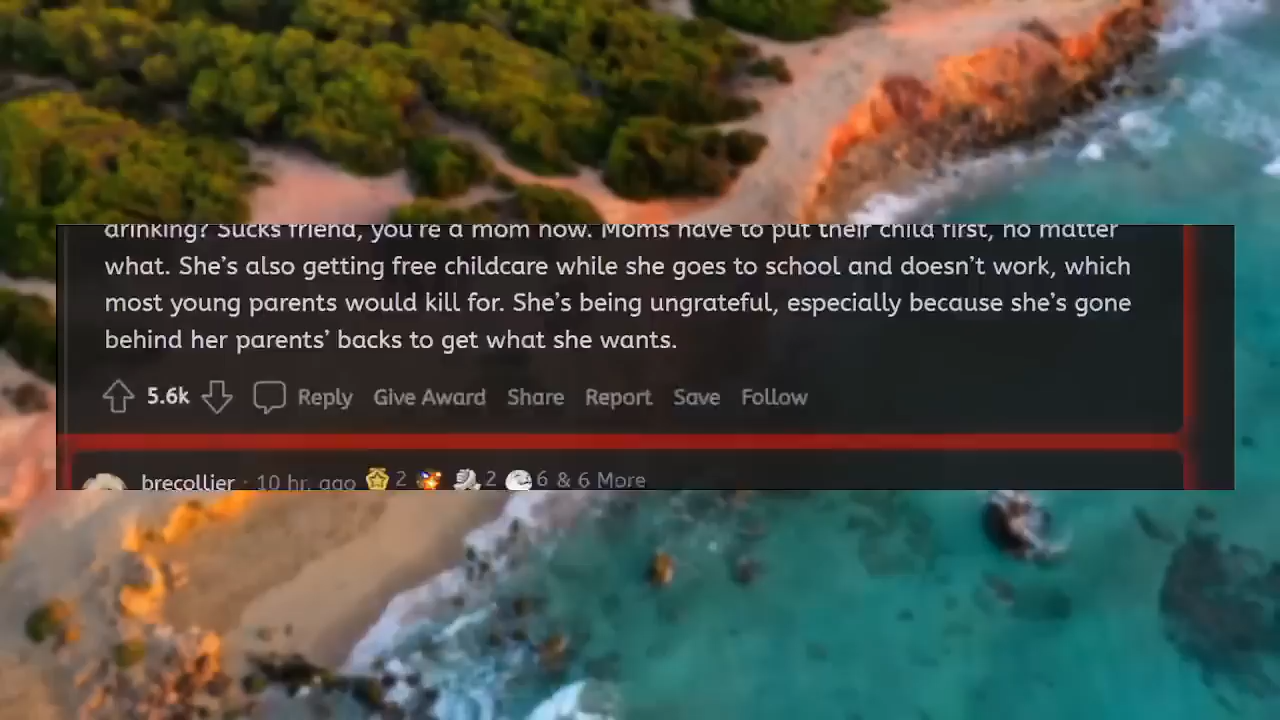 drinking? Sucks friend, you're a mom now. Moms have to put their child first, no matter
what. She's also getting free childcare while she goes to school and doesn't work, which
most young parents would kill for. She's being ungrateful, especially because she's gone
behind her parents' backs to get what she wants.
5.6k Reply Give Award Share Report Save Follow
brecollier · 10 hr. ago 2 2 6 & 6 More